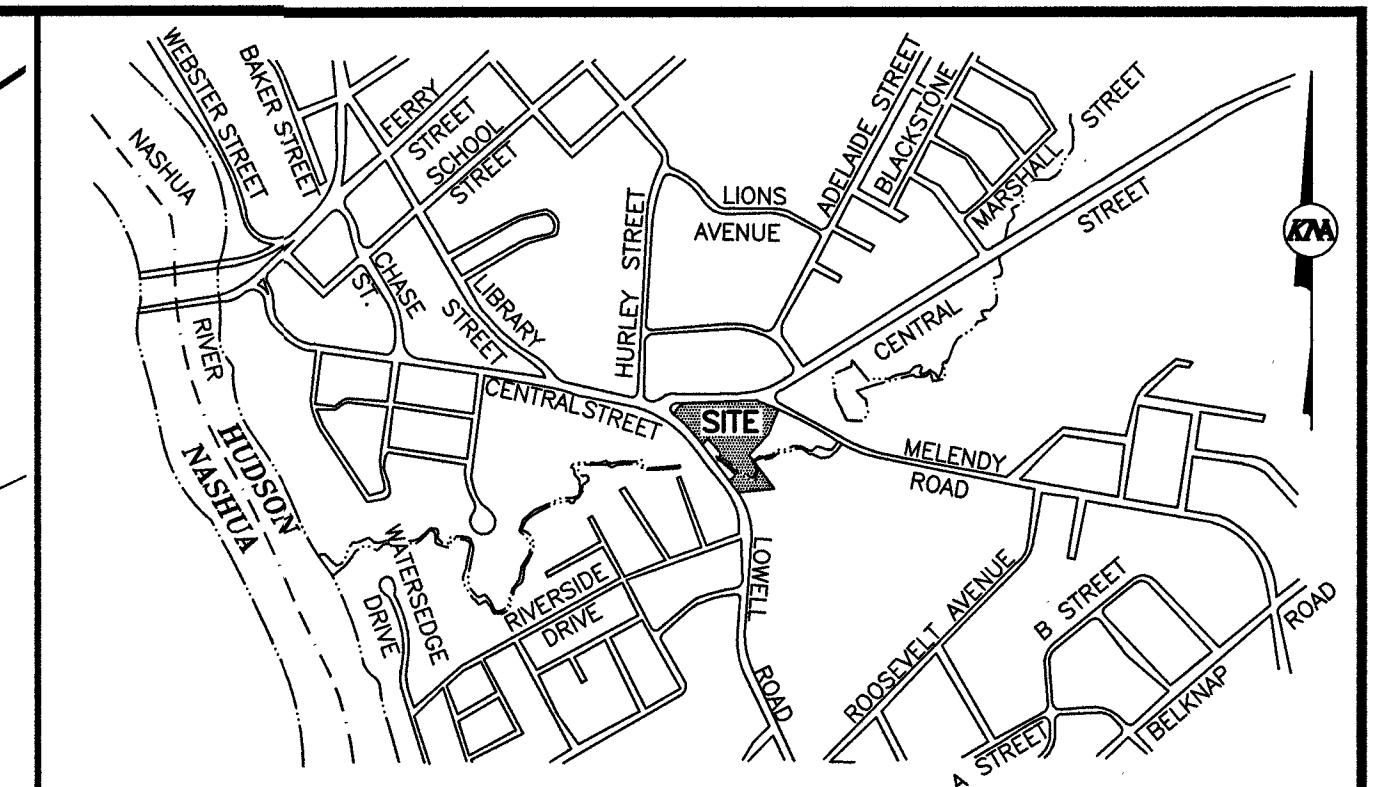 WEBSTER STREET
BAKER STREET
NASHUA
FERRY
STREET
SCHOOL
STREET
ADELAIDE STREET
BLACKSTONE
MARSHALL
STREET
LIONS
AVENUE
STREET
KNA
HURLEY STREET
CHASE
ST.
LIBRARY
STREET
RIVER
CENTRAL
CENTRAL STREET
SITE
MELENDY
ROAD
HUDSON
NASHUA
WATERSEDGE
DRIVE
RIVERSIDE
DRIVE
LOWELL
ROAD
ROOSEVELT AVENUE
B STREET
ROAD
BELKNAP
A STREET